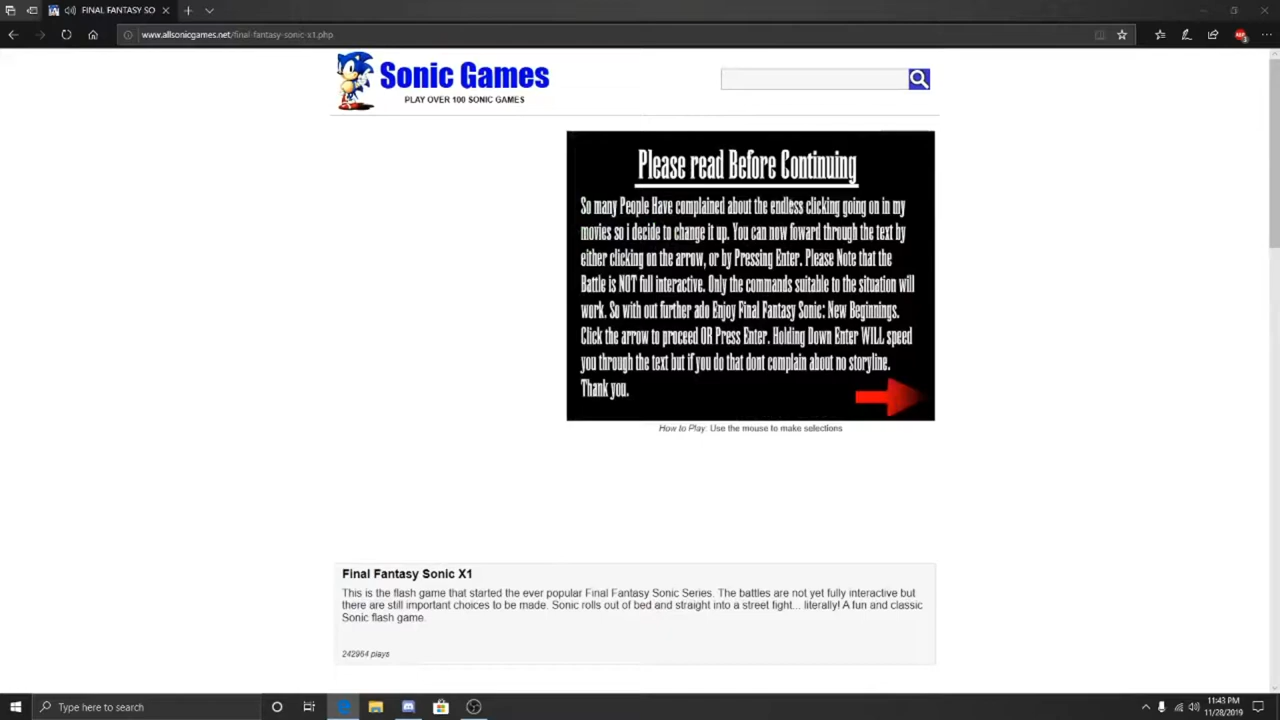 FINAL FANTASY SO
www.allsonicgames.net/final-fantasy-sonic-x1.php
Sonic Games
PLAY OVER 100 SONIC GAMES
Please read Before Continuing
So many People Have complained about the endless clicking going on in my
movies so i decide to change it up. You can now foward through the text by
either clicking on the arrow, or by Pressing Enter. Please Note that the
Battle is NOT full interactive. Only the commands suitable to the situation will
work. So with out further ado Enjoy Final Fantasy Sonic: New Beginnings.
Click the arrow to proceed OR Press Enter. Holding Down Enter WILL speed
you through the text but if you do that dont complain about no storyline.
Thank you.
How to Play: Use the mouse to make selections
Final Fantasy Sonic X1
This is the flash game that started the ever popular Final Fantasy Sonic Series. The battles are not yet fully interactive but
there are still important choices to be made. Sonic rolls out of bed and straight into a street fight... literally! A fun and classic
Sonic flash game.
242964 plays
Type here to search
11:43 PM
11/28/2019